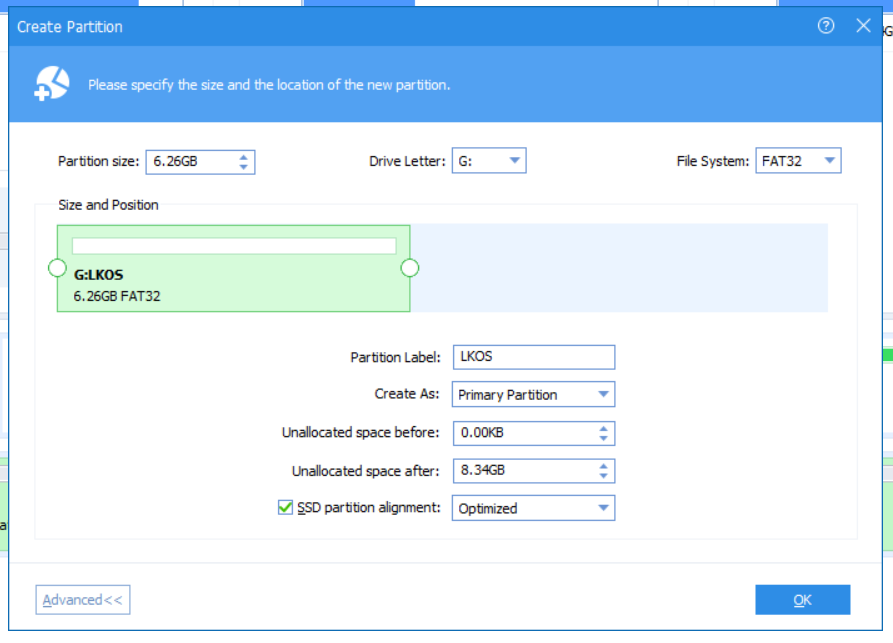 Create Partition
Please specify the size and the location of the new partition.
Partition size: 6.26GB Drive Letter: G: File System: FAT32
Size and Position
G:LKOS
6.26GB FAT32
Partition Label: LKOS
Create As: Primary Partition
Unallocated space before: 0.00KB
Unallocated space after: 8.34GB
SSD partition alignment: Optimized
Advanced<< OK